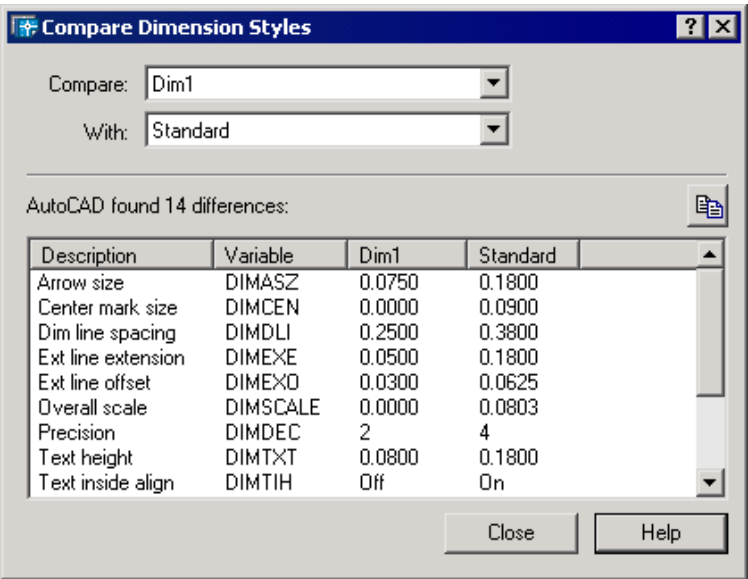 Compare Dimension Styles ? X
Compare: Dim1
With: Standard
AutoCAD found 14 differences:
Description Variable Dim1 Standard
Arrow size DIMASZ 0.0750 0.1800
Center mark size DIMCEN 0.0000 0.0900
Dim line spacing DIMDLI 0.2500 0.3800
Ext line extension DIMEXE 0.0500 0.1800
Ext line offset DIMEXO 0.0300 0.0625
Overall scale DIMSCALE 0.0000 0.0803
Precision DIMDEC 2 4
Text height DIMTXT 0.0800 0.1800
Text inside align DIMTIH Off On
Close Help